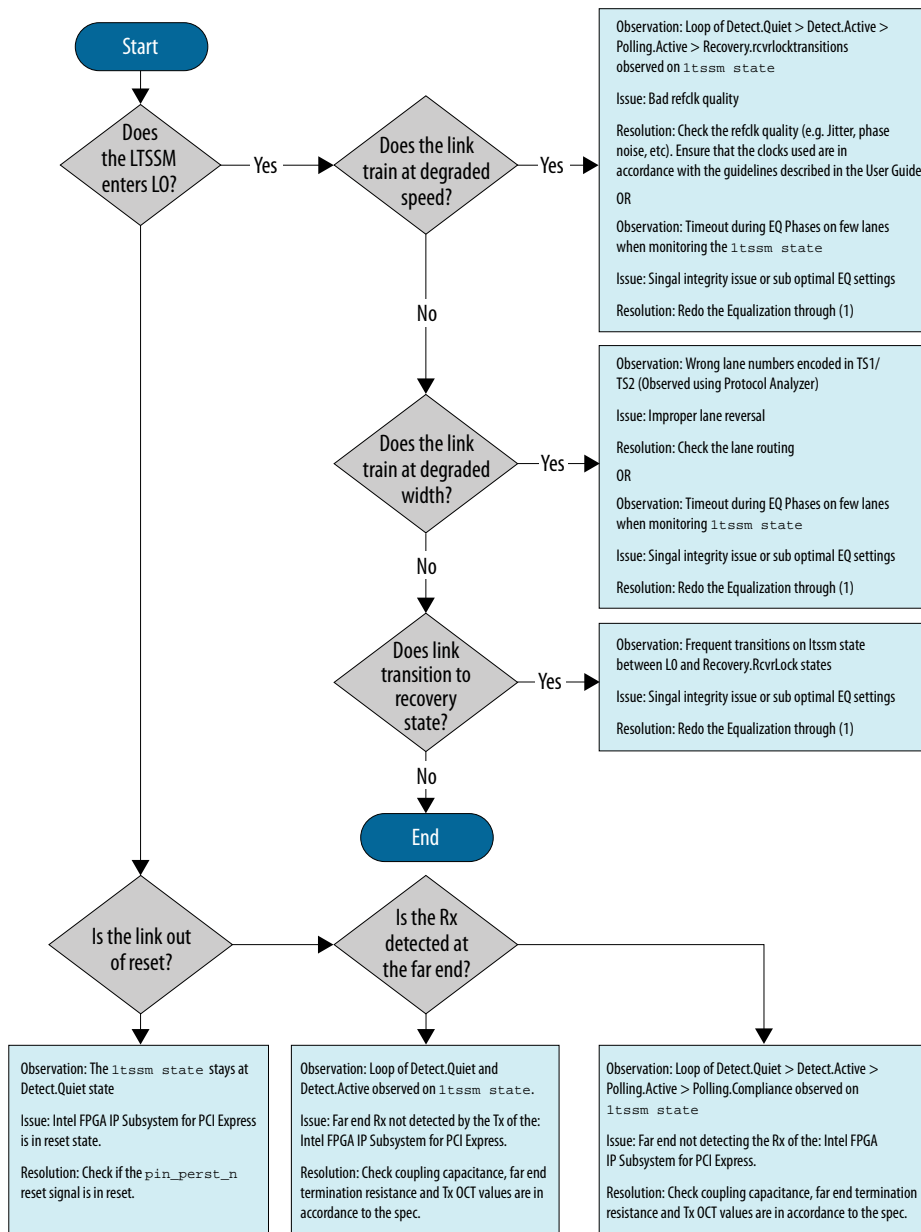 Start
Does
the LTSSM
enters L0?
Yes
Does the link
train at degraded
speed?
Yes
Observation: Loop of Detect.Quiet > Detect.Active >
Polling.Active > Recovery.rcvrlocktransitions
observed on ltssm state
Issue: Bad refclk quality
Resolution: Check the refclk quality (e.g. Jitter, phase
noise, etc). Ensure that the clocks used are in
accordance with the guidelines described in the User Guide
OR
Observation: Timeout during EQ Phases on few lanes
when monitoring the ltssm state
Issue: Singal integrity issue or sub optimal EQ settings
Resolution: Redo the Equalization through (1)
No
Does the link
train at degraded
width?
Yes
Observation: Wrong lane numbers encoded in TS1/
TS2 (Observed using Protocol Analyzer)
Issue: Improper lane reversal
Resolution: Check the lane routing
OR
Observation: Timeout during EQ Phases on few lanes
when monitoring ltssm state
Issue: Singal integrity issue or sub optimal EQ settings
Resolution: Redo the Equalization through (1)
No
Does link
transition to
recovery
state?
Yes
Observation: Frequent transitions on ltssm state
between L0 and Recovery.RcvrLock states
Issue: Singal integrity issue or sub optimal EQ settings
Resolution: Redo the Equalization through (1)
No
End
Is the link out
of reset?
Is the Rx
detected at
the far end?
Observation: The ltssm state stays at
Detect.Quiet state
Issue: Intel FPGA IP Subsystem for PCI Express
is in reset state.
Resolution: Check if the pin_perst_n
reset signal is in reset.
Observation: Loop of Detect.Quiet and
Detect.Active observed on ltssm state.
Issue: Far end Rx not detected by the Tx of the:
Intel FPGA IP Subsystem for PCI Express.
Resolution: Check coupling capacitance, far end
termination resistance and Tx OCT values are in
accordance to the spec.
Observation: Loop of Detect.Quiet > Detect.Active >
Polling.Active > Polling.Compliance observed on
ltssm state
Issue: Far end not detecting the Rx of the: Intel FPGA
IP Subsystem for PCI Express.
Resolution: Check coupling capacitance, far end termination
resistance and Tx OCT values are in accordance to the spec.